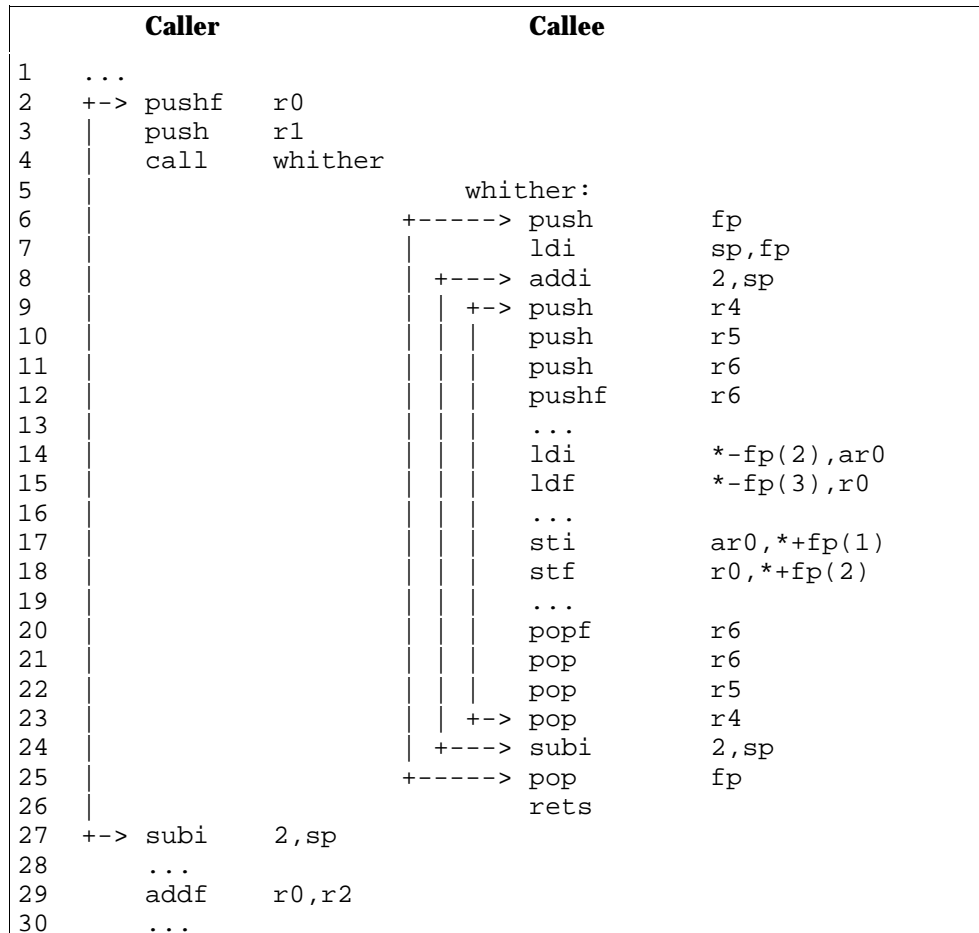 Caller Callee
1 ...
2 +-> pushf r0
3 | push r1
4 | call whither
5 | whither:
6 | +-----> push fp
7 | | ldi sp,fp
8 | | +---> addi 2,sp
9 | | | +-> push r4
10 | | | | push r5
11 | | | | push r6
12 | | | | pushf r6
13 | | | | ...
14 | | | | ldi *-fp(2),ar0
15 | | | | ldf *-fp(3),r0
16 | | | | ...
17 | | | | sti ar0,*+fp(1)
18 | | | | stf r0,*+fp(2)
19 | | | | ...
20 | | | | popf r6
21 | | | | pop r6
22 | | | | pop r5
23 | | | +-> pop r4
24 | | +---> subi 2,sp
25 | +-----> pop fp
26 | rets
27 +-> subi 2,sp
28 ...
29 addf r0,r2
30 ...